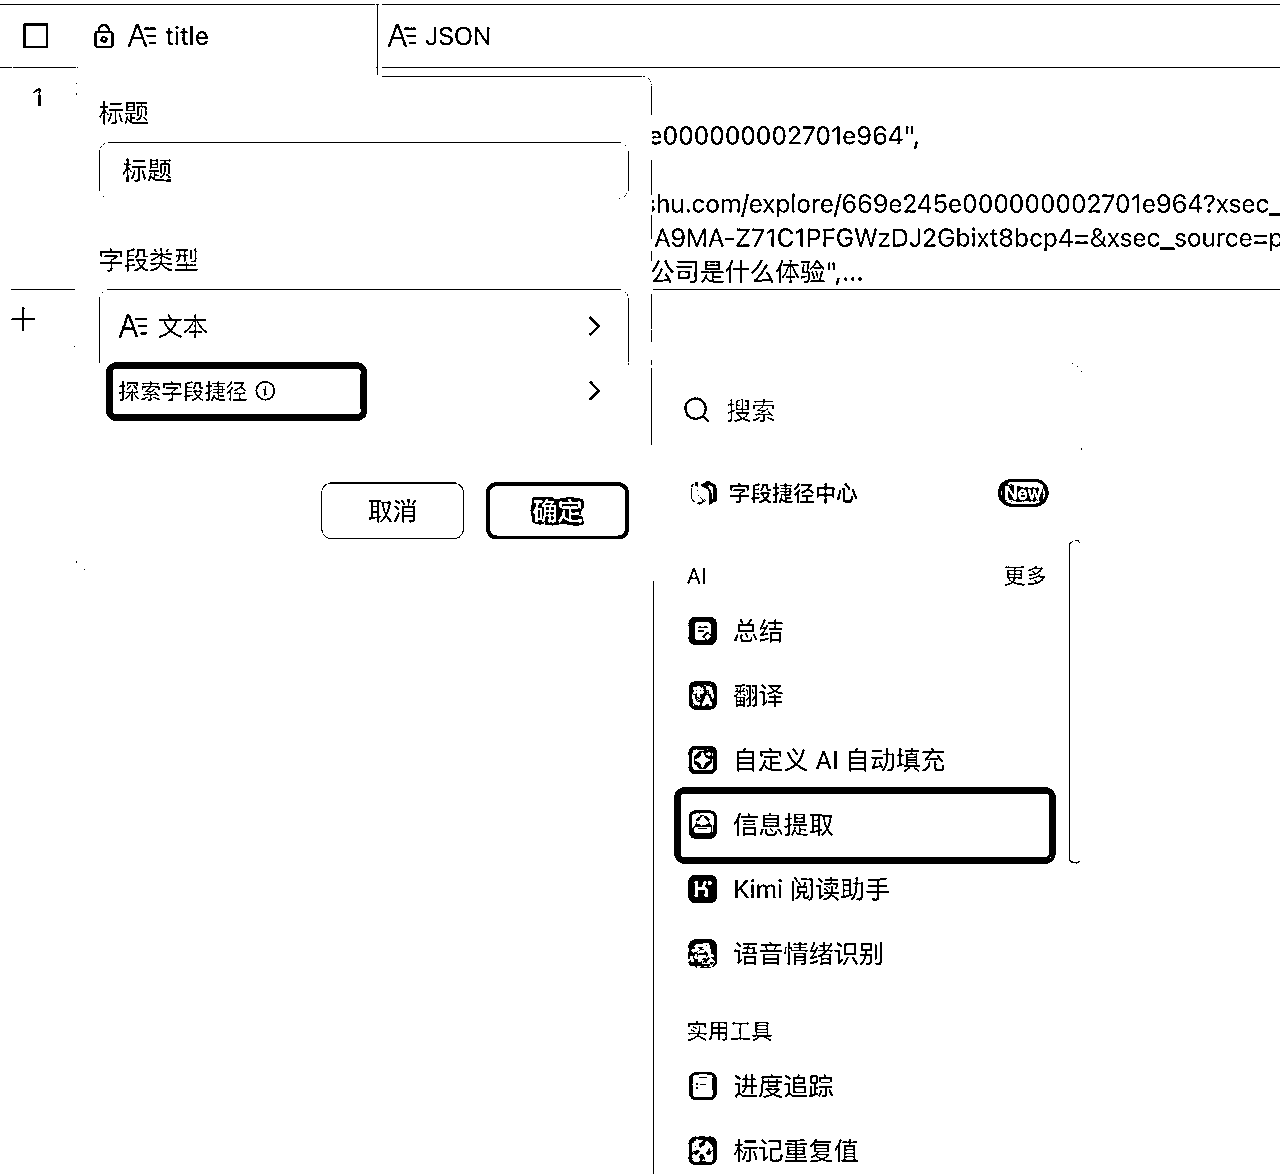 title
JSON
1
标题
标题
e000000002701e964",
shu.com/explore/669e245e000000002701e964?xsec_
A9MA-Z71C1PFGWzDJ2Gbixt8bcp4=&xsec_source=p
公司是什么体验",...
字段类型
文本
探索字段捷径
取消
确定
搜索
字段捷径中心
New
AI
更多
总结
翻译
自定义 AI 自动填充
信息提取
Kimi 阅读助手
语音情绪识别
实用工具
进度追踪
标记重复值